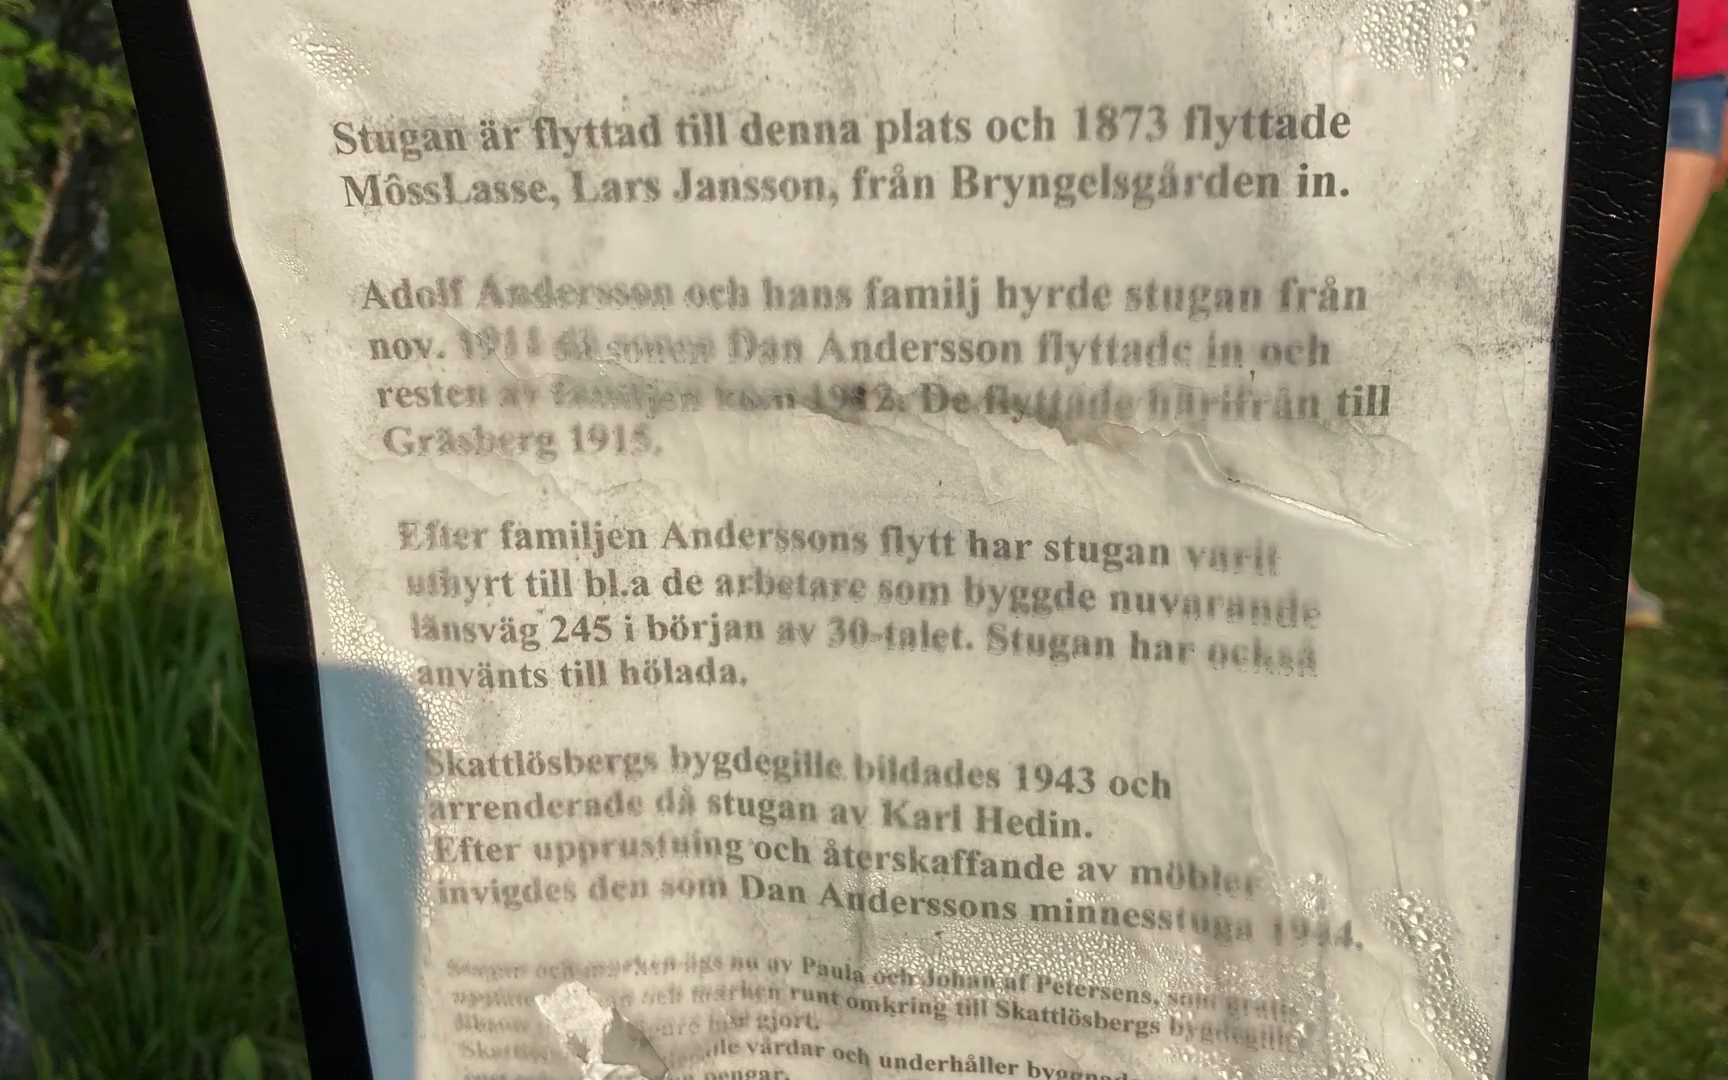 Stugan är flyttad till denna plats och 1873 flyttade
MôssLasse, Lars Jansson, från Bryngelsgården in.
Adolf Andersson och hans familj hyrde stugan från
nov. 1911 då sonen Dan Andersson flyttade in och
resten av familjen kom 1912. De flyttade härifrån till
Gräsberg 1915.
Efter familjen Anderssons flytt har stugan varit
uthyrt till bl.a de arbetare som byggde nuvarande
länsväg 245 i början av 30-talet. Stugan har också
använts till hölada.
Skattlösbergs bygdegille bildades 1943 och
arrenderade då stugan av Karl Hedin.
Efter upprustning och återskaffande av möbler
invigdes den som Dan Anderssons minnesstuga 1944.
Stugan och marken ägs nu av Paula och Johan af Petersens, som gratis
och marken runt omkring till Skattlösbergs bygdegille
har gjort.
vårdar och underhåller
pengar.